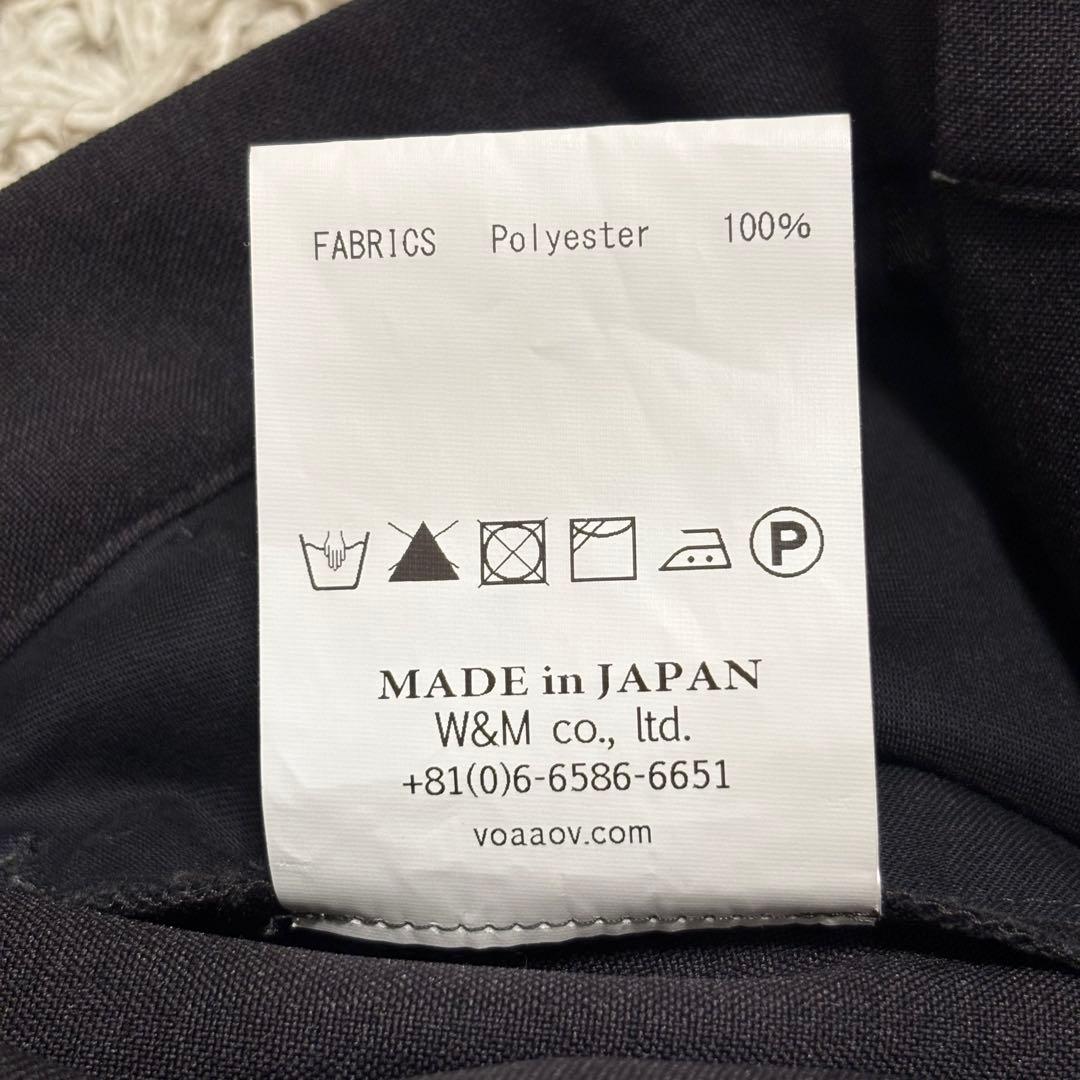 FABRICS Polyester 100%
P
MADE in JAPAN
W&M co., ltd.
+81(0)6-6586-6651
voaaov.com